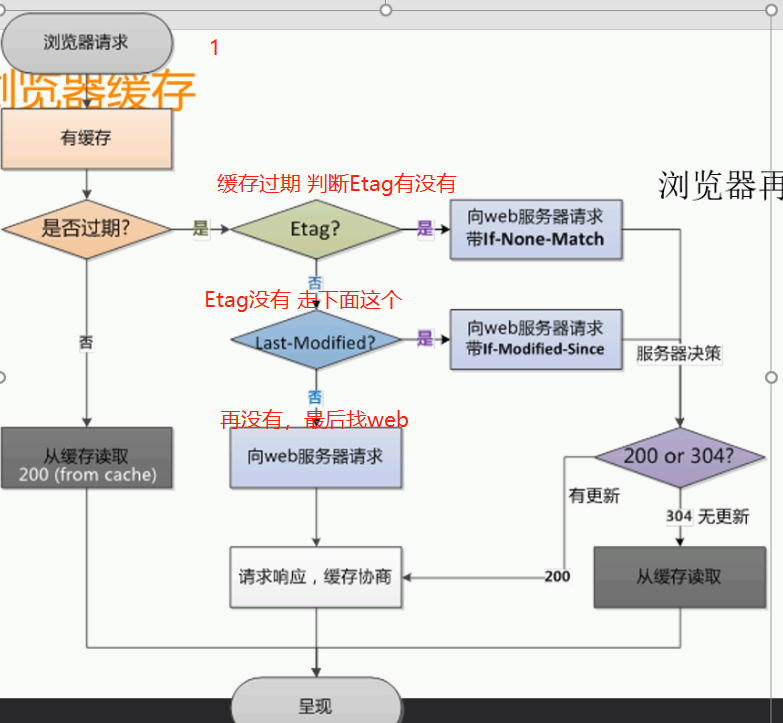 浏览器请求
1
浏览器缓存
有缓存
缓存过期 判断Etag有没有
浏览器再
是否过期?
是
Etag?
是
向web服务器请求
带If-None-Match
否
Etag没有 走下面这个
否
Last-Modified?
是
向web服务器请求
带If-Modified-Since
服务器决策
否
再没有，最后找web
从缓存读取
200 (from cache)
向web服务器请求
200 or 304?
有更新
304 无更新
请求响应，缓存协商
200
从缓存读取
呈现